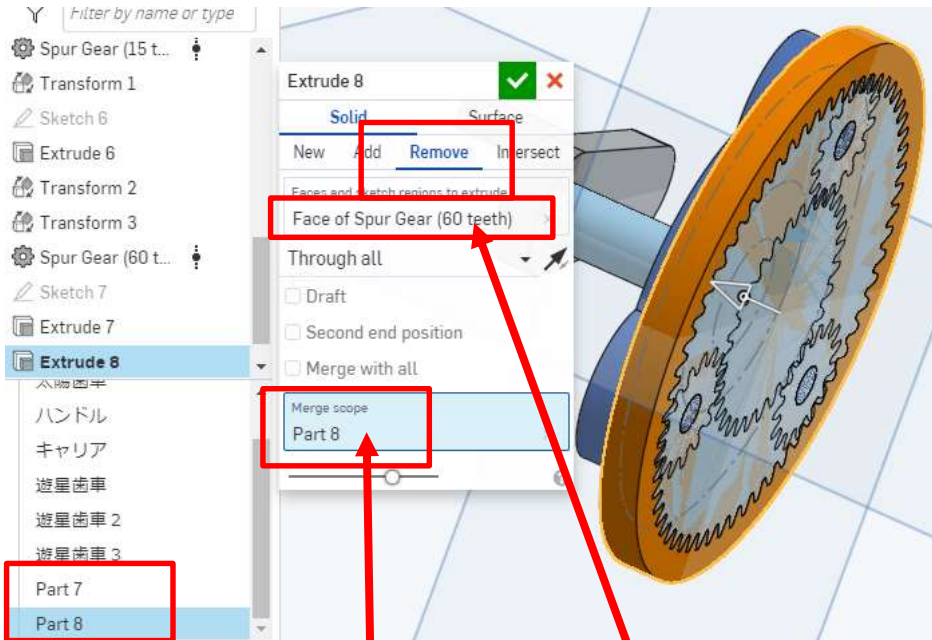 Filter by name or type
Spur Gear (15 t...
Transform 1
Sketch 6
Extrude 6
Transform 2
Transform 3
Spur Gear (60 t...
Sketch 7
Extrude 7
Extrude 8
太陽歯車
ハンドル
キャリア
遊星歯車
遊星歯車 2
遊星歯車 3
Part 7
Part 8
Extrude 8
Solid Surface
New Add Remove Intersect
Faces and sketch regions to extrude
Face of Spur Gear (60 teeth)
Through all
Draft
Second end position
Merge with all
Merge scope
Part 8